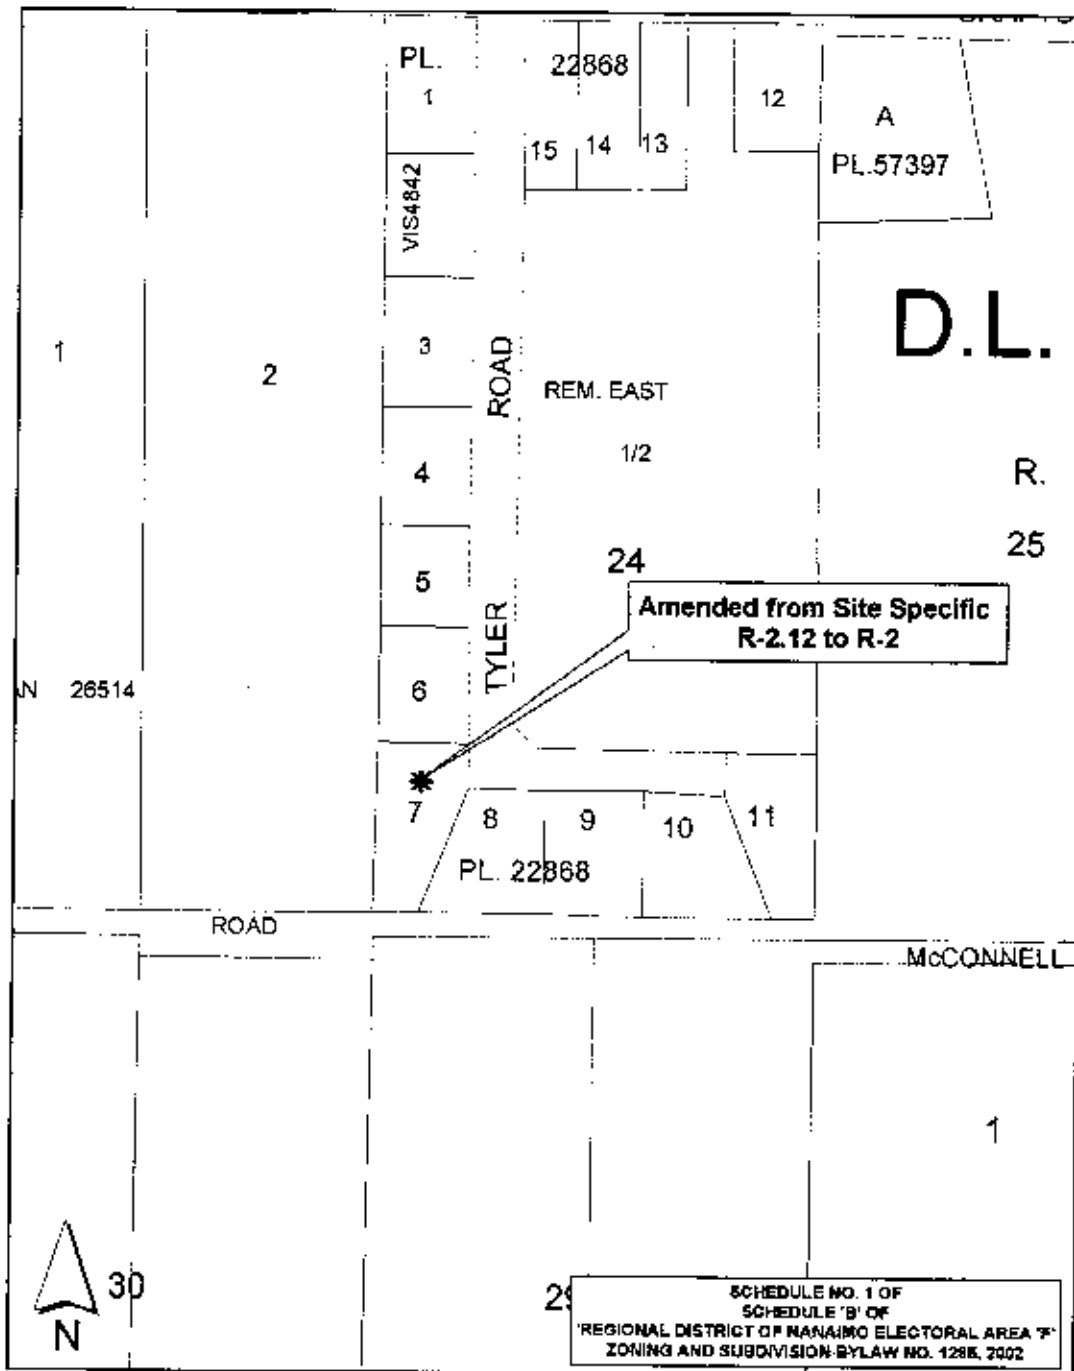 PL.
22868
1
12
A
15
14
13
PL.57397
VIS4842
D.L.
1
2
3
ROAD
REM. EAST
1/2
4
R.
24
25
5
Amended from Site Specific
R-2.12 to R-2
TYLER
6
26514
7
8
9
10
11
PL. 22868
ROAD
McCONNELL
1
30
N
SCHEDULE NO. 1 OF
SCHEDULE 'B' OF
'REGIONAL DISTRICT OF NANAIMO ELECTORAL AREA 'F'
ZONING AND SUBDIVISION BYLAW NO. 1285, 2002